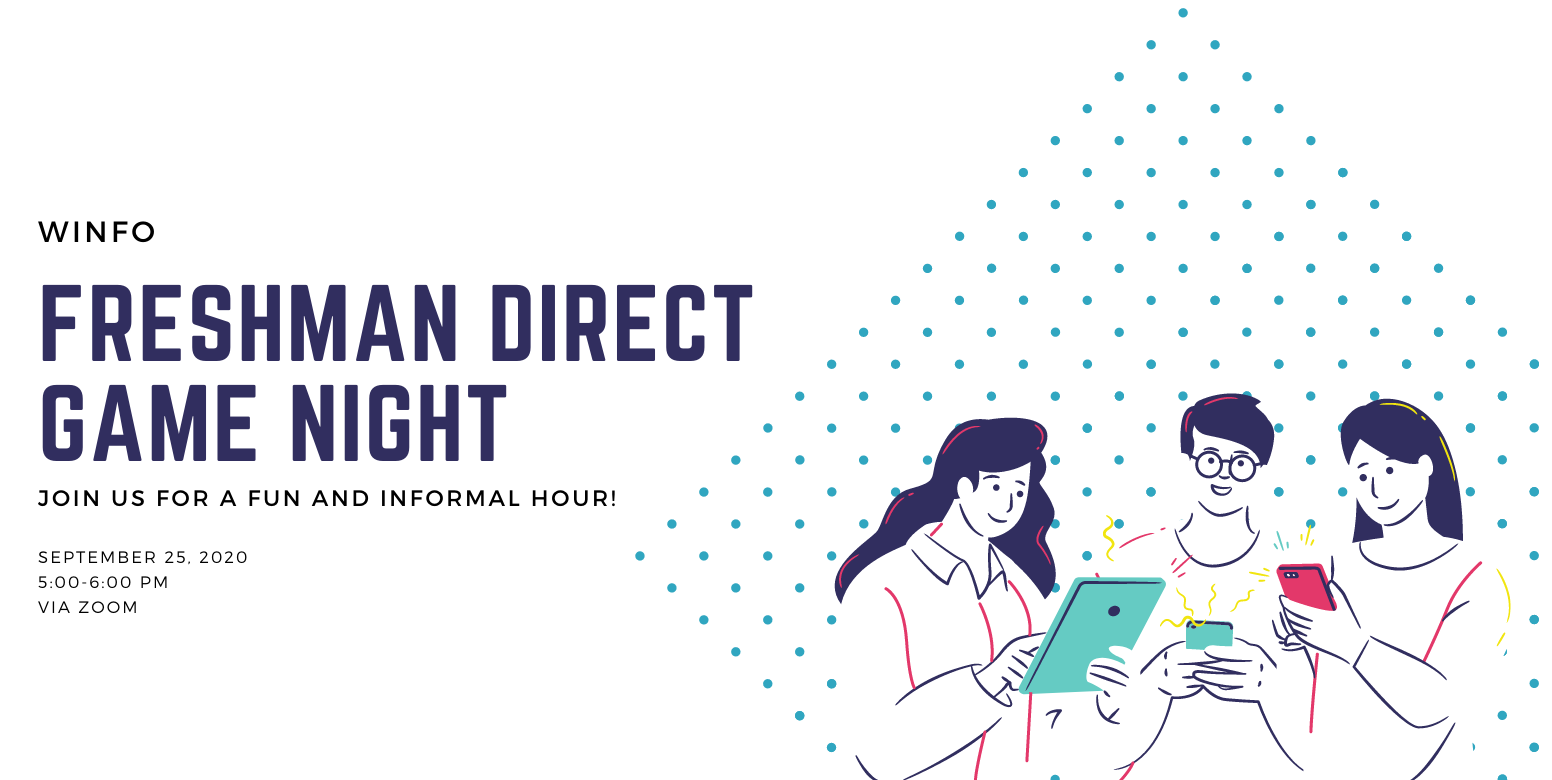 WINFO
FRESHMAN DIRECT
GAME NIGHT
JOIN US FOR A FUN AND INFORMAL HOUR!
SEPTEMBER 25, 2020
5:00-6:00 PM
VIA ZOOM